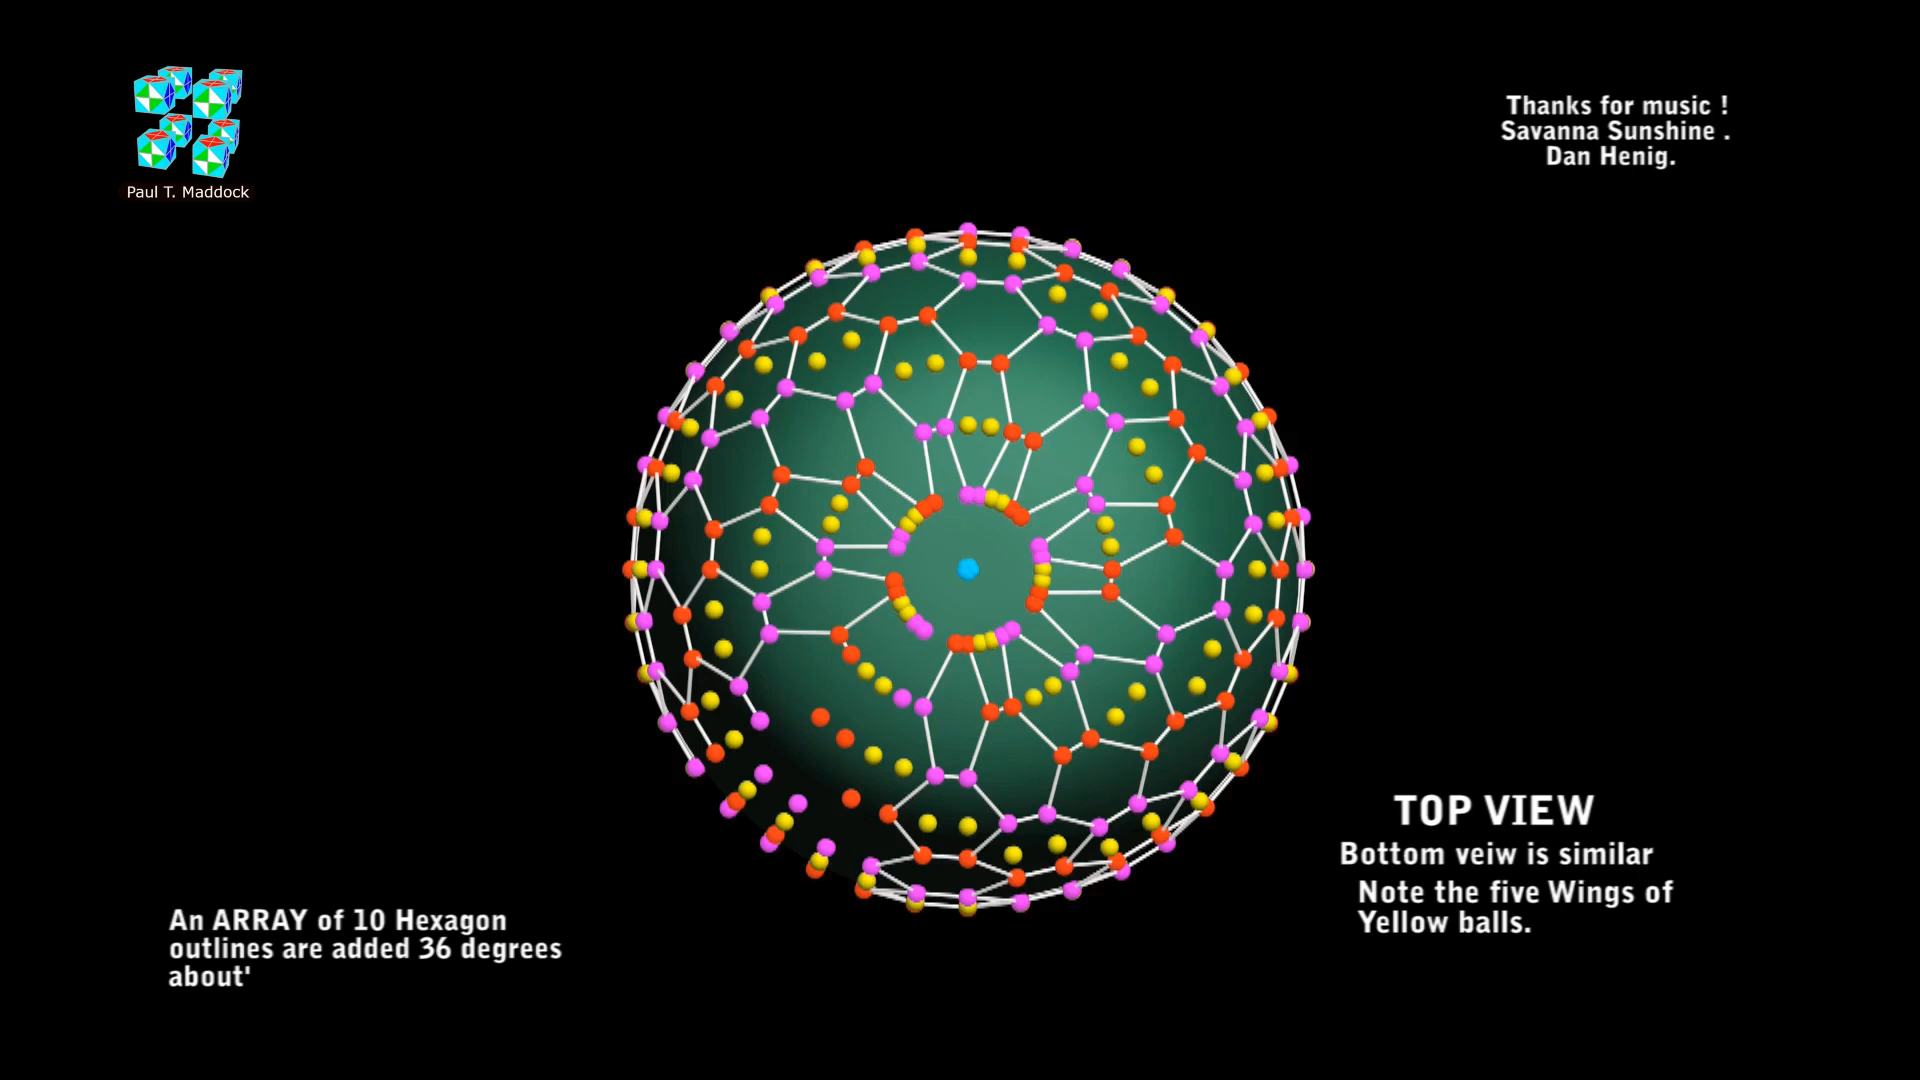 Paul T. Maddock
Thanks for music !
Savanna Sunshine .
Dan Henig.
TOP VIEW
Bottom veiw is similar
Note the five Wings of
Yellow balls.
An ARRAY of 10 Hexagon
outlines are added 36 degrees
about'